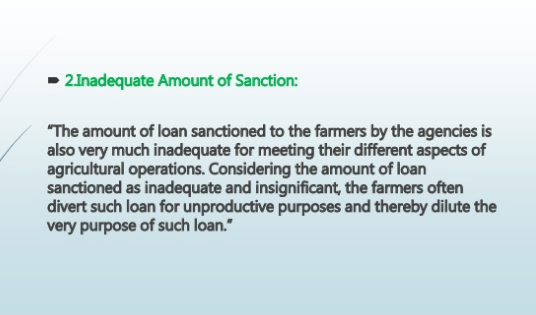 2.Inadequate Amount of Sanction:
“The amount of loan sanctioned to the farmers by the agencies is
also very much inadequate for meeting their different aspects of
agricultural operations. Considering the amount of loan
sanctioned as inadequate and insignificant, the farmers often
divert such loan for unproductive purposes and thereby dilute the
very purpose of such loan.”